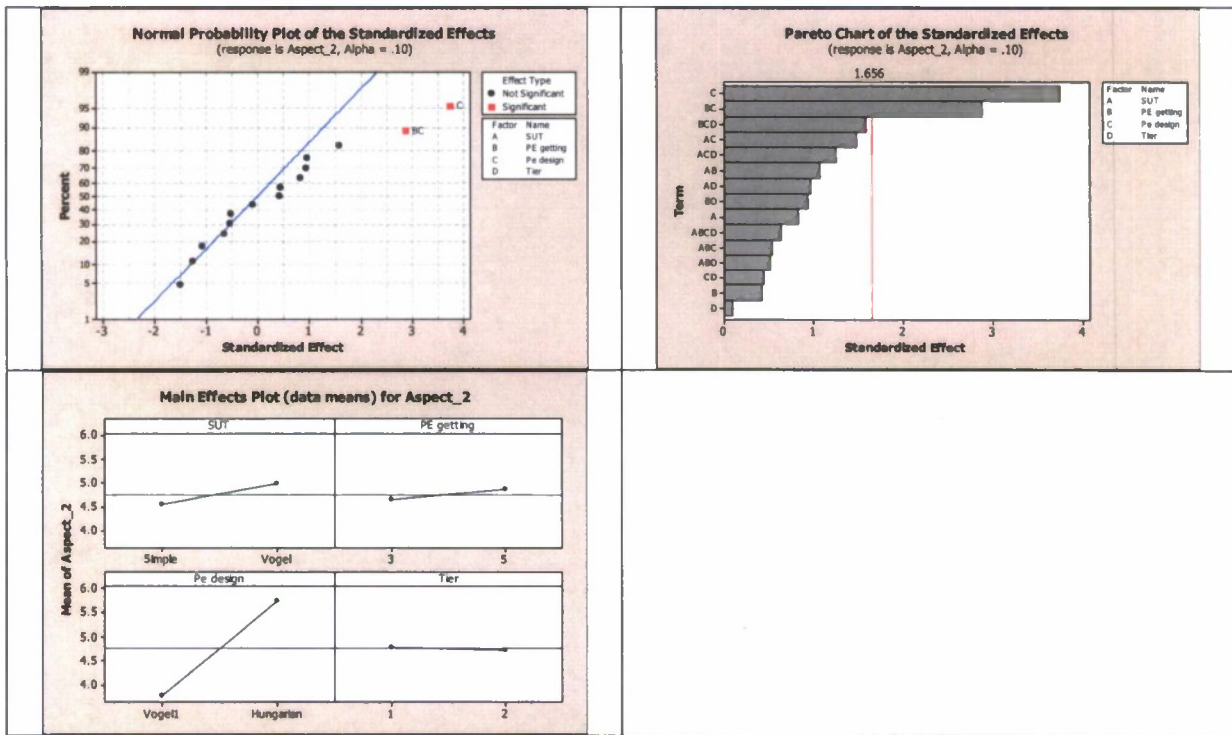 Normal Probability Plot of the Standardized Effects
(response is Aspect_2, Alpha = .10)
99
95
90
80
70
60
50
40
30
20
10
5
1
Percent
-3 -2 -1 0 1 2 3 4
Standardized Effect
C
BC
Effect Type
Not Significant
Significant
Factor Name
A SUT
B PE getting
C Pe design
D Tier
Pareto Chart of the Standardized Effects
(response is Aspect_2, Alpha = .10)
1.656
Term
C
BC
BCD
AC
ACD
AB
AD
BD
A
ABCD
ABC
ABD
CD
B
D
0 1 2 3 4
Standardized Effect
Factor Name
A SUT
B PE getting
C Pe design
D Tier
Main Effects Plot (data means) for Aspect_2
Mean of Aspect_2
SUT PE getting
6.0
5.5
5.0
4.5
4.0
Simple Vogel 3 5
Pe design Tier
6.0
5.5
5.0
4.5
4.0
Vogel1 Hungarian 1 2